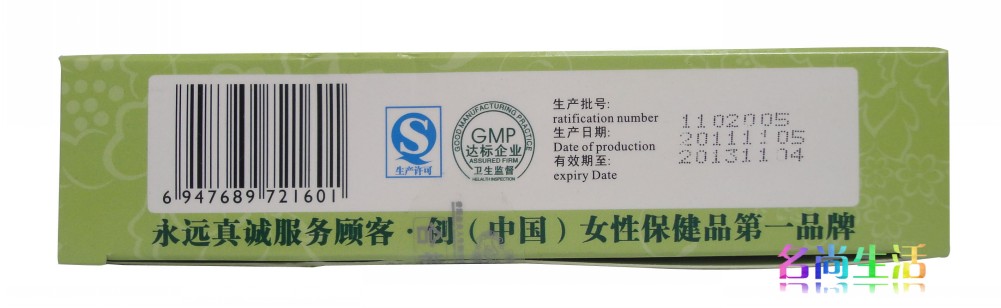 6 947689 721601
生产许可
GOOD MANUFACTURING PRACTICE
GMP
达标企业
ASSURED FIRM
卫生监督
HEALAH INSPECTION
生产批号:
ratification number
1102005
生产日期:
Date of production
20111105
有效期至:
expiry Date
20131104
永远真诚服务顾客·创（中国）女性保健品第一品牌
名尚生活